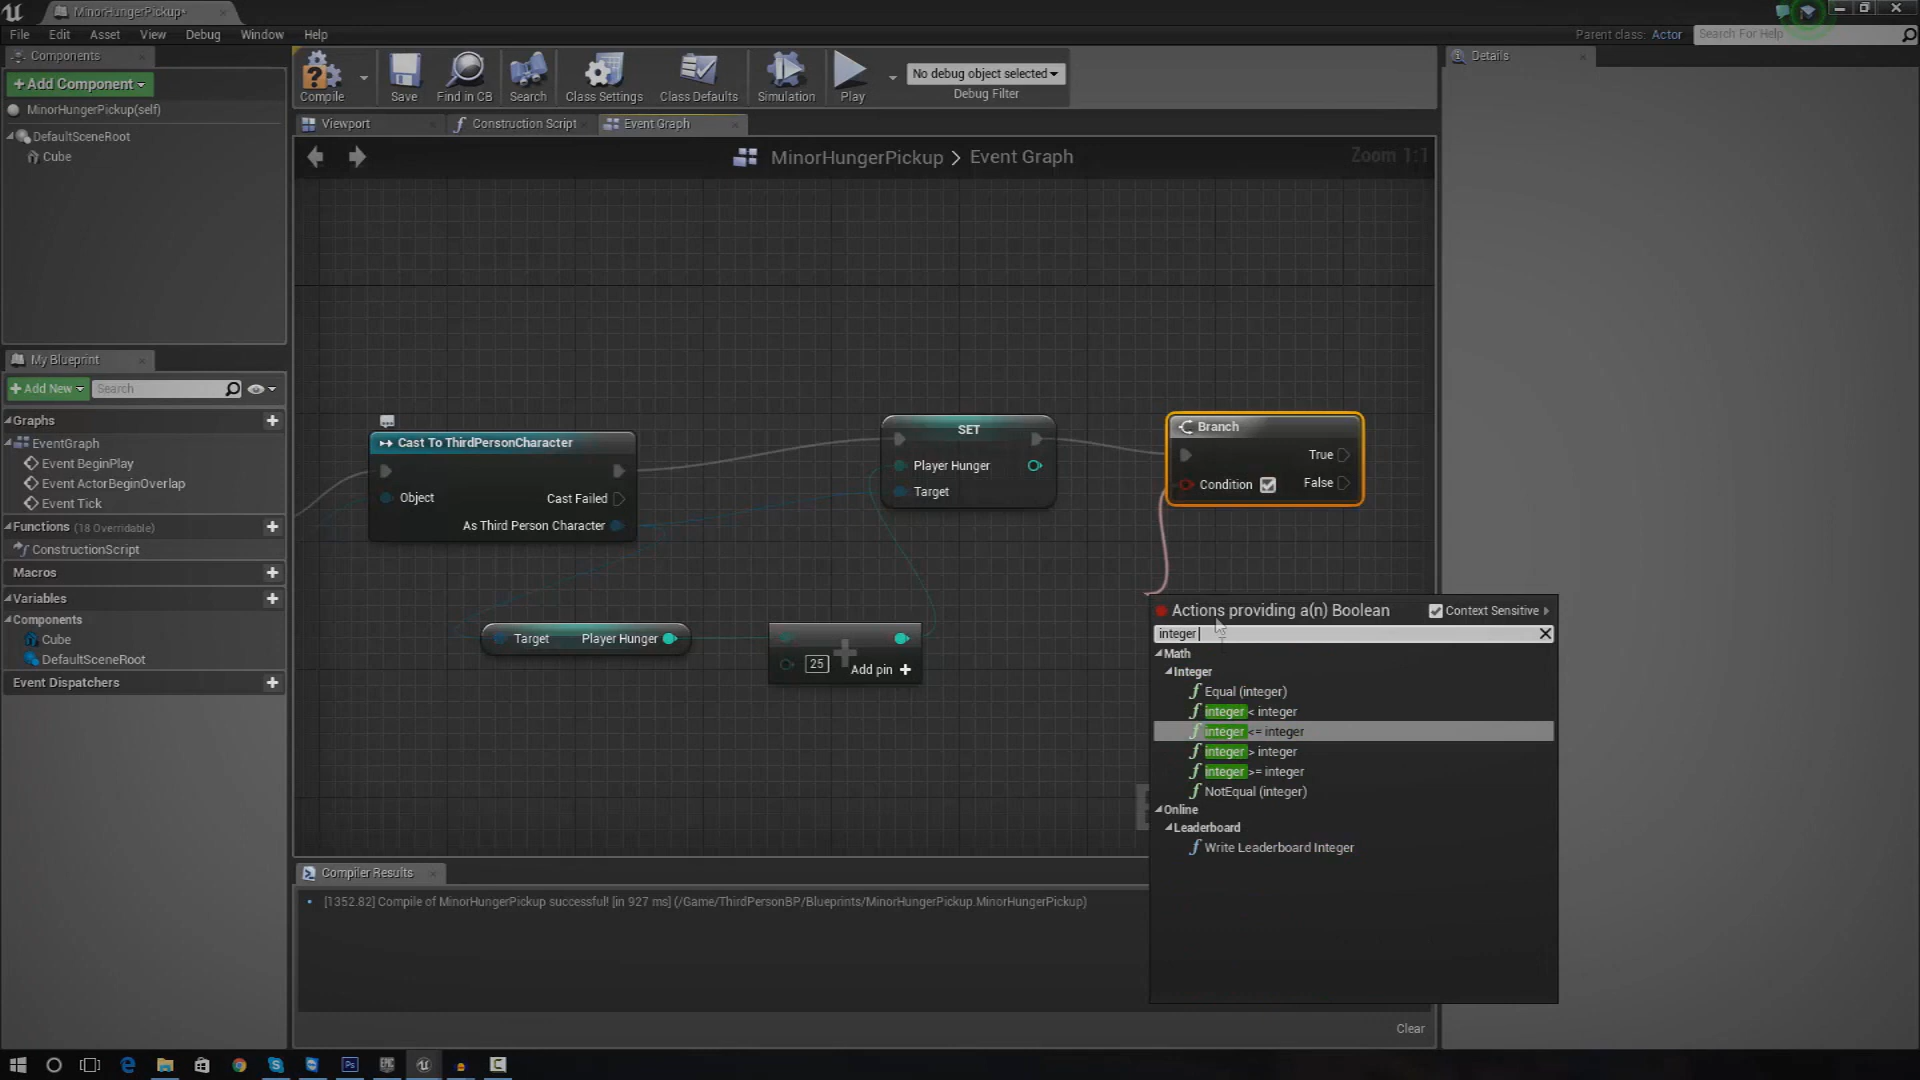 MinorHungerPickup*
File Edit Asset View Debug Window Help
Parent class: Actor
Search For Help
Components
+Add Component
MinorHungerPickup(self)
DefaultSceneRoot
Cube
Compile
Save
Find in CB
Search
Class Settings
Class Defaults
Simulation
Play
No debug object selected
Debug Filter
Details
Viewport
Construction Script
Event Graph
MinorHungerPickup > Event Graph
Zoom 1:1
My Blueprint
+Add New
Search
Graphs
EventGraph
Event BeginPlay
Event ActorBeginOverlap
Event Tick
Functions (18 Overridable)
ConstructionScript
Macros
Variables
Components
Cube
DefaultSceneRoot
Event Dispatchers
Cast To ThirdPersonCharacter
Object
Cast Failed
As Third Person Character
SET
Player Hunger
Target
Branch
True
Condition
False
Target Player Hunger
25
Add pin +
Actions providing a(n) Boolean
Context Sensitive
integer
Math
Integer
Equal (integer)
integer < integer
integer <= integer
integer > integer
integer >= integer
NotEqual (integer)
Online
Leaderboard
Write Leaderboard Integer
Compiler Results
[1352.82] Compile of MinorHungerPickup successful! [in 927 ms] (/Game/ThirdPersonBP/Blueprints/MinorHungerPickup.MinorHungerPickup)
Clear